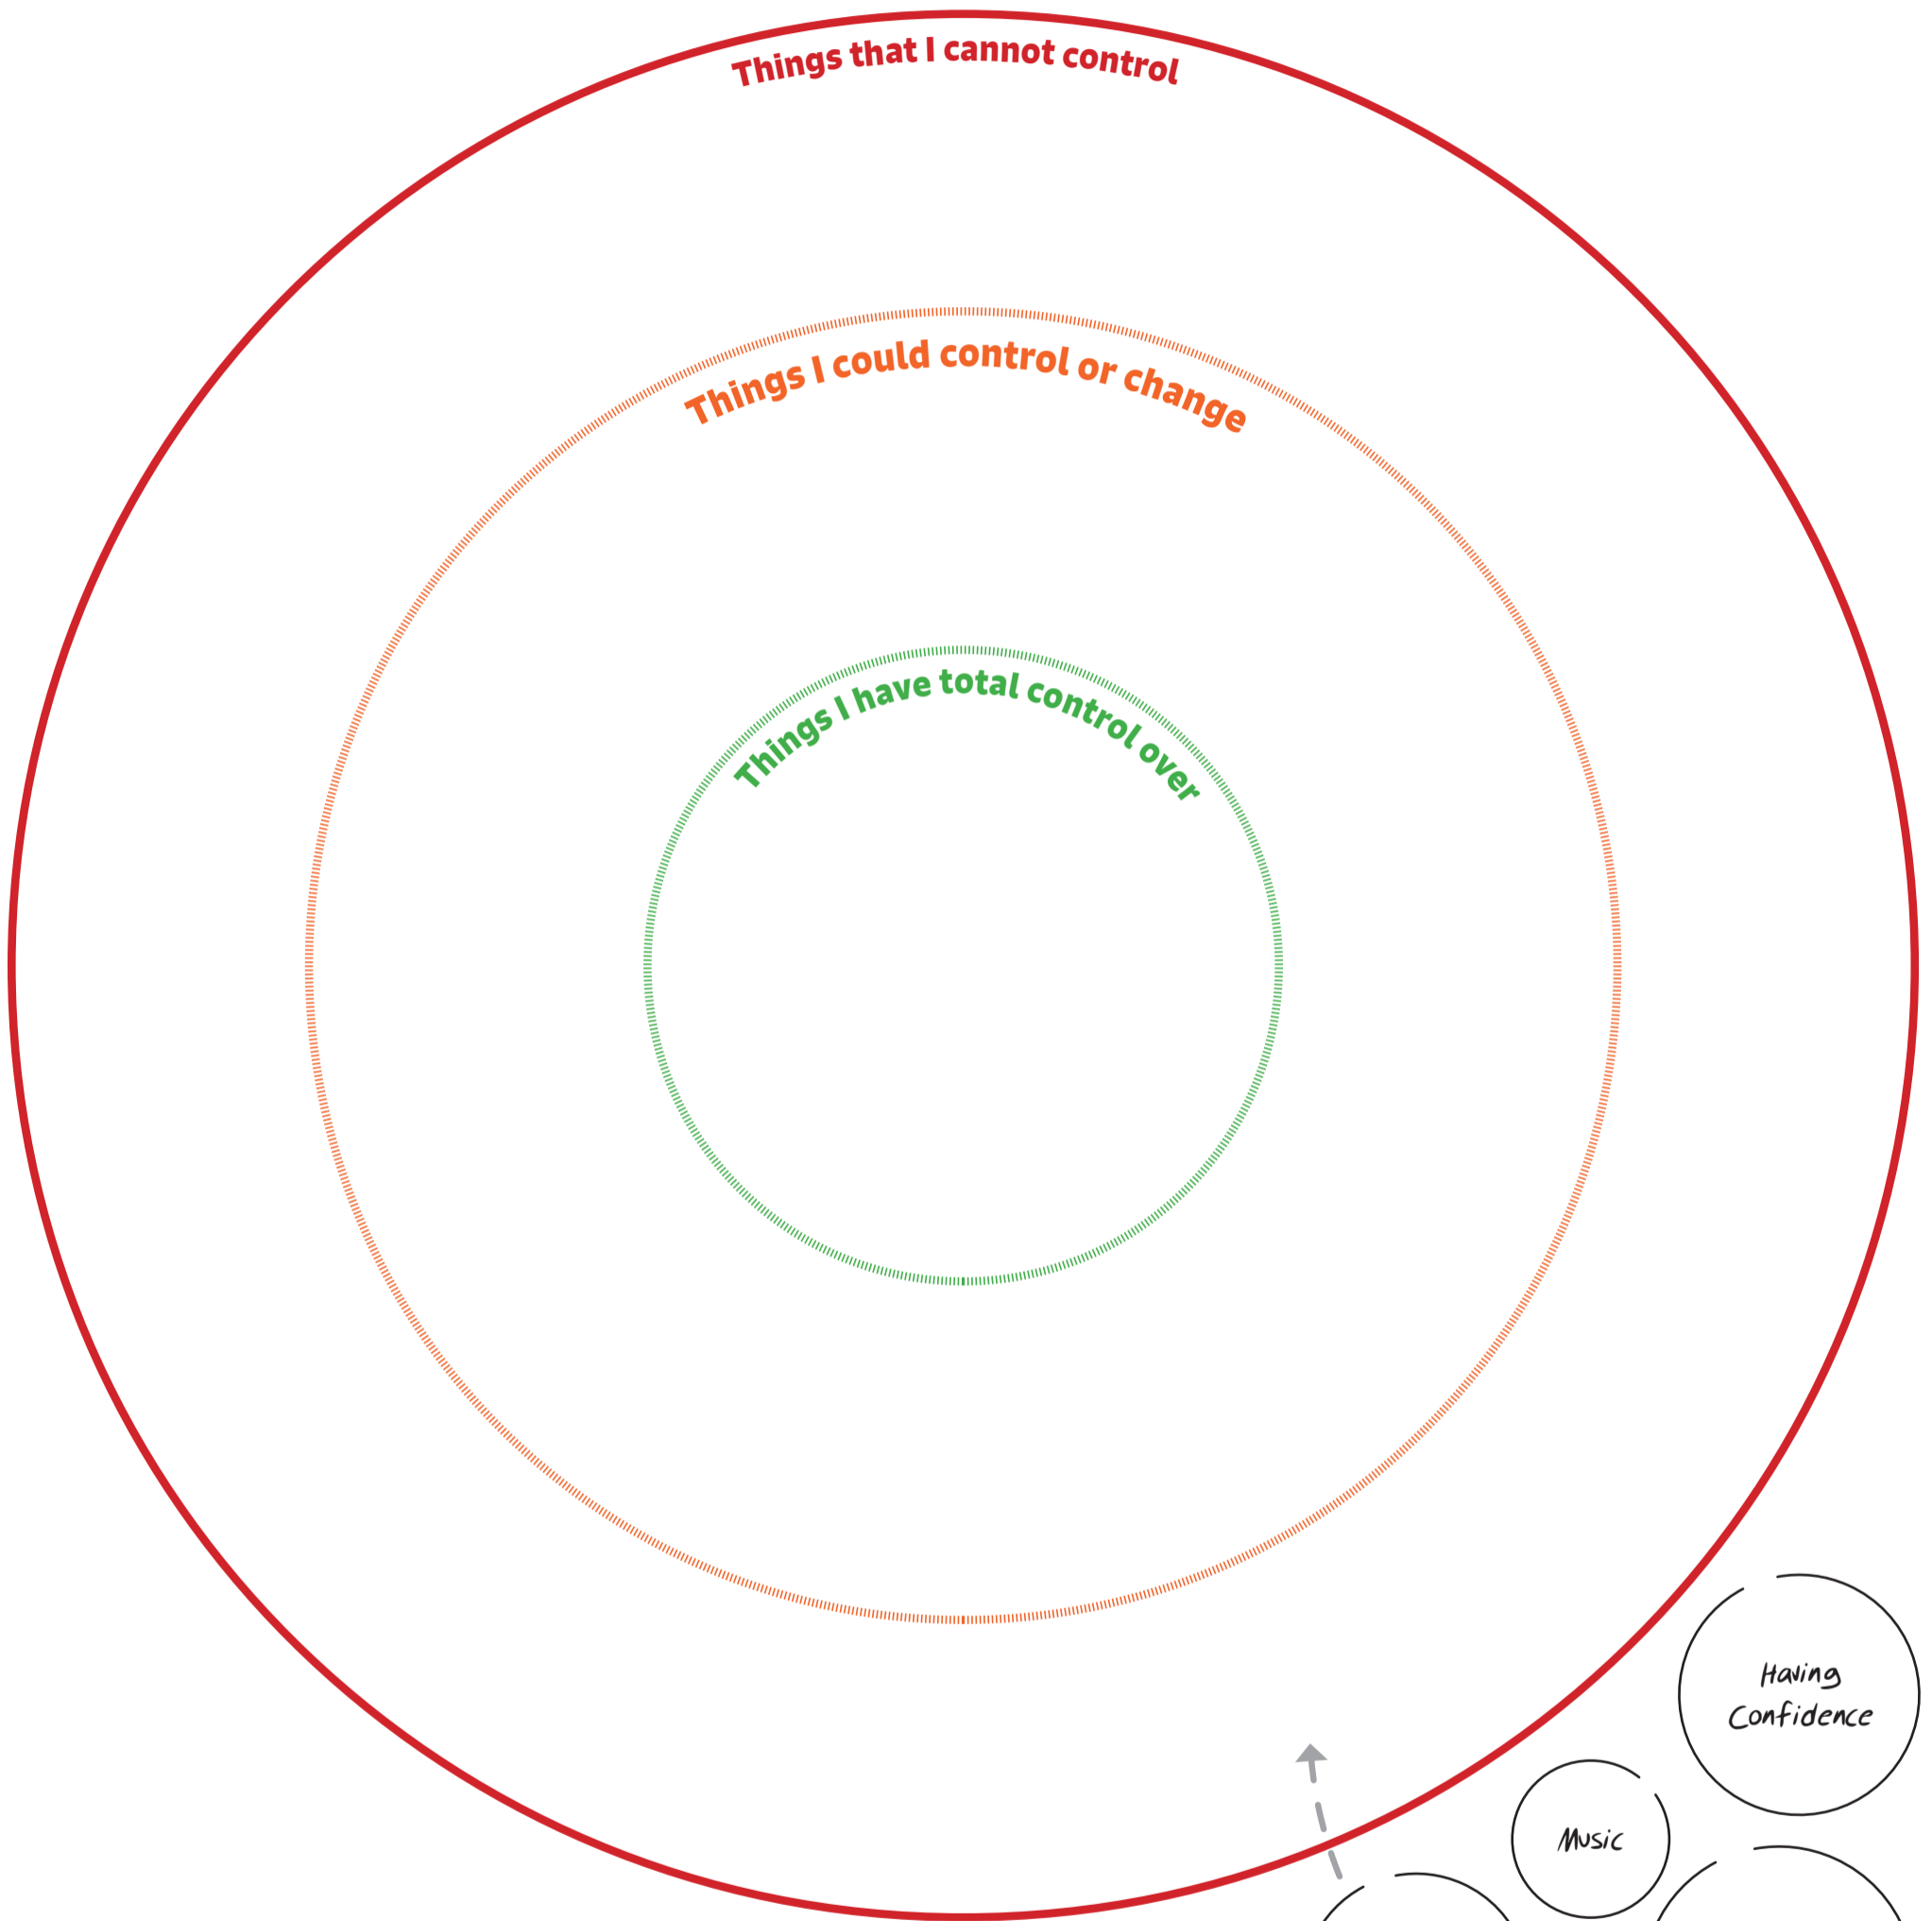 Things that I cannot control
Things I could control or change
Things I have total control over
Having
Confidence
Music